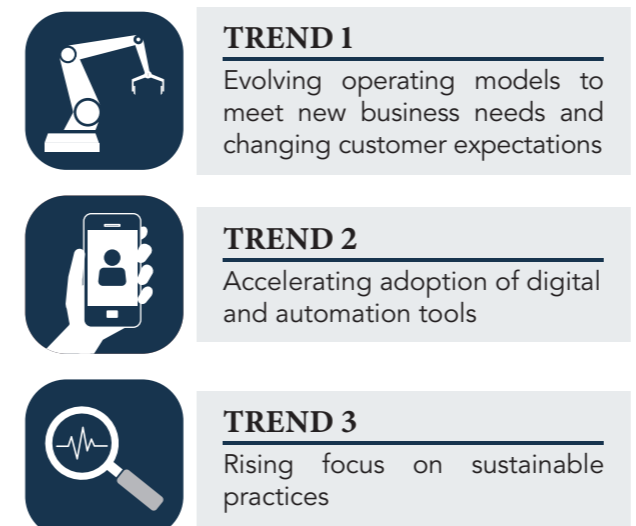 TREND 1
Evolving operating models to
meet new business needs and
changing customer expectations
TREND 2
Accelerating adoption of digital
and automation tools
TREND 3
Rising focus on sustainable
practices